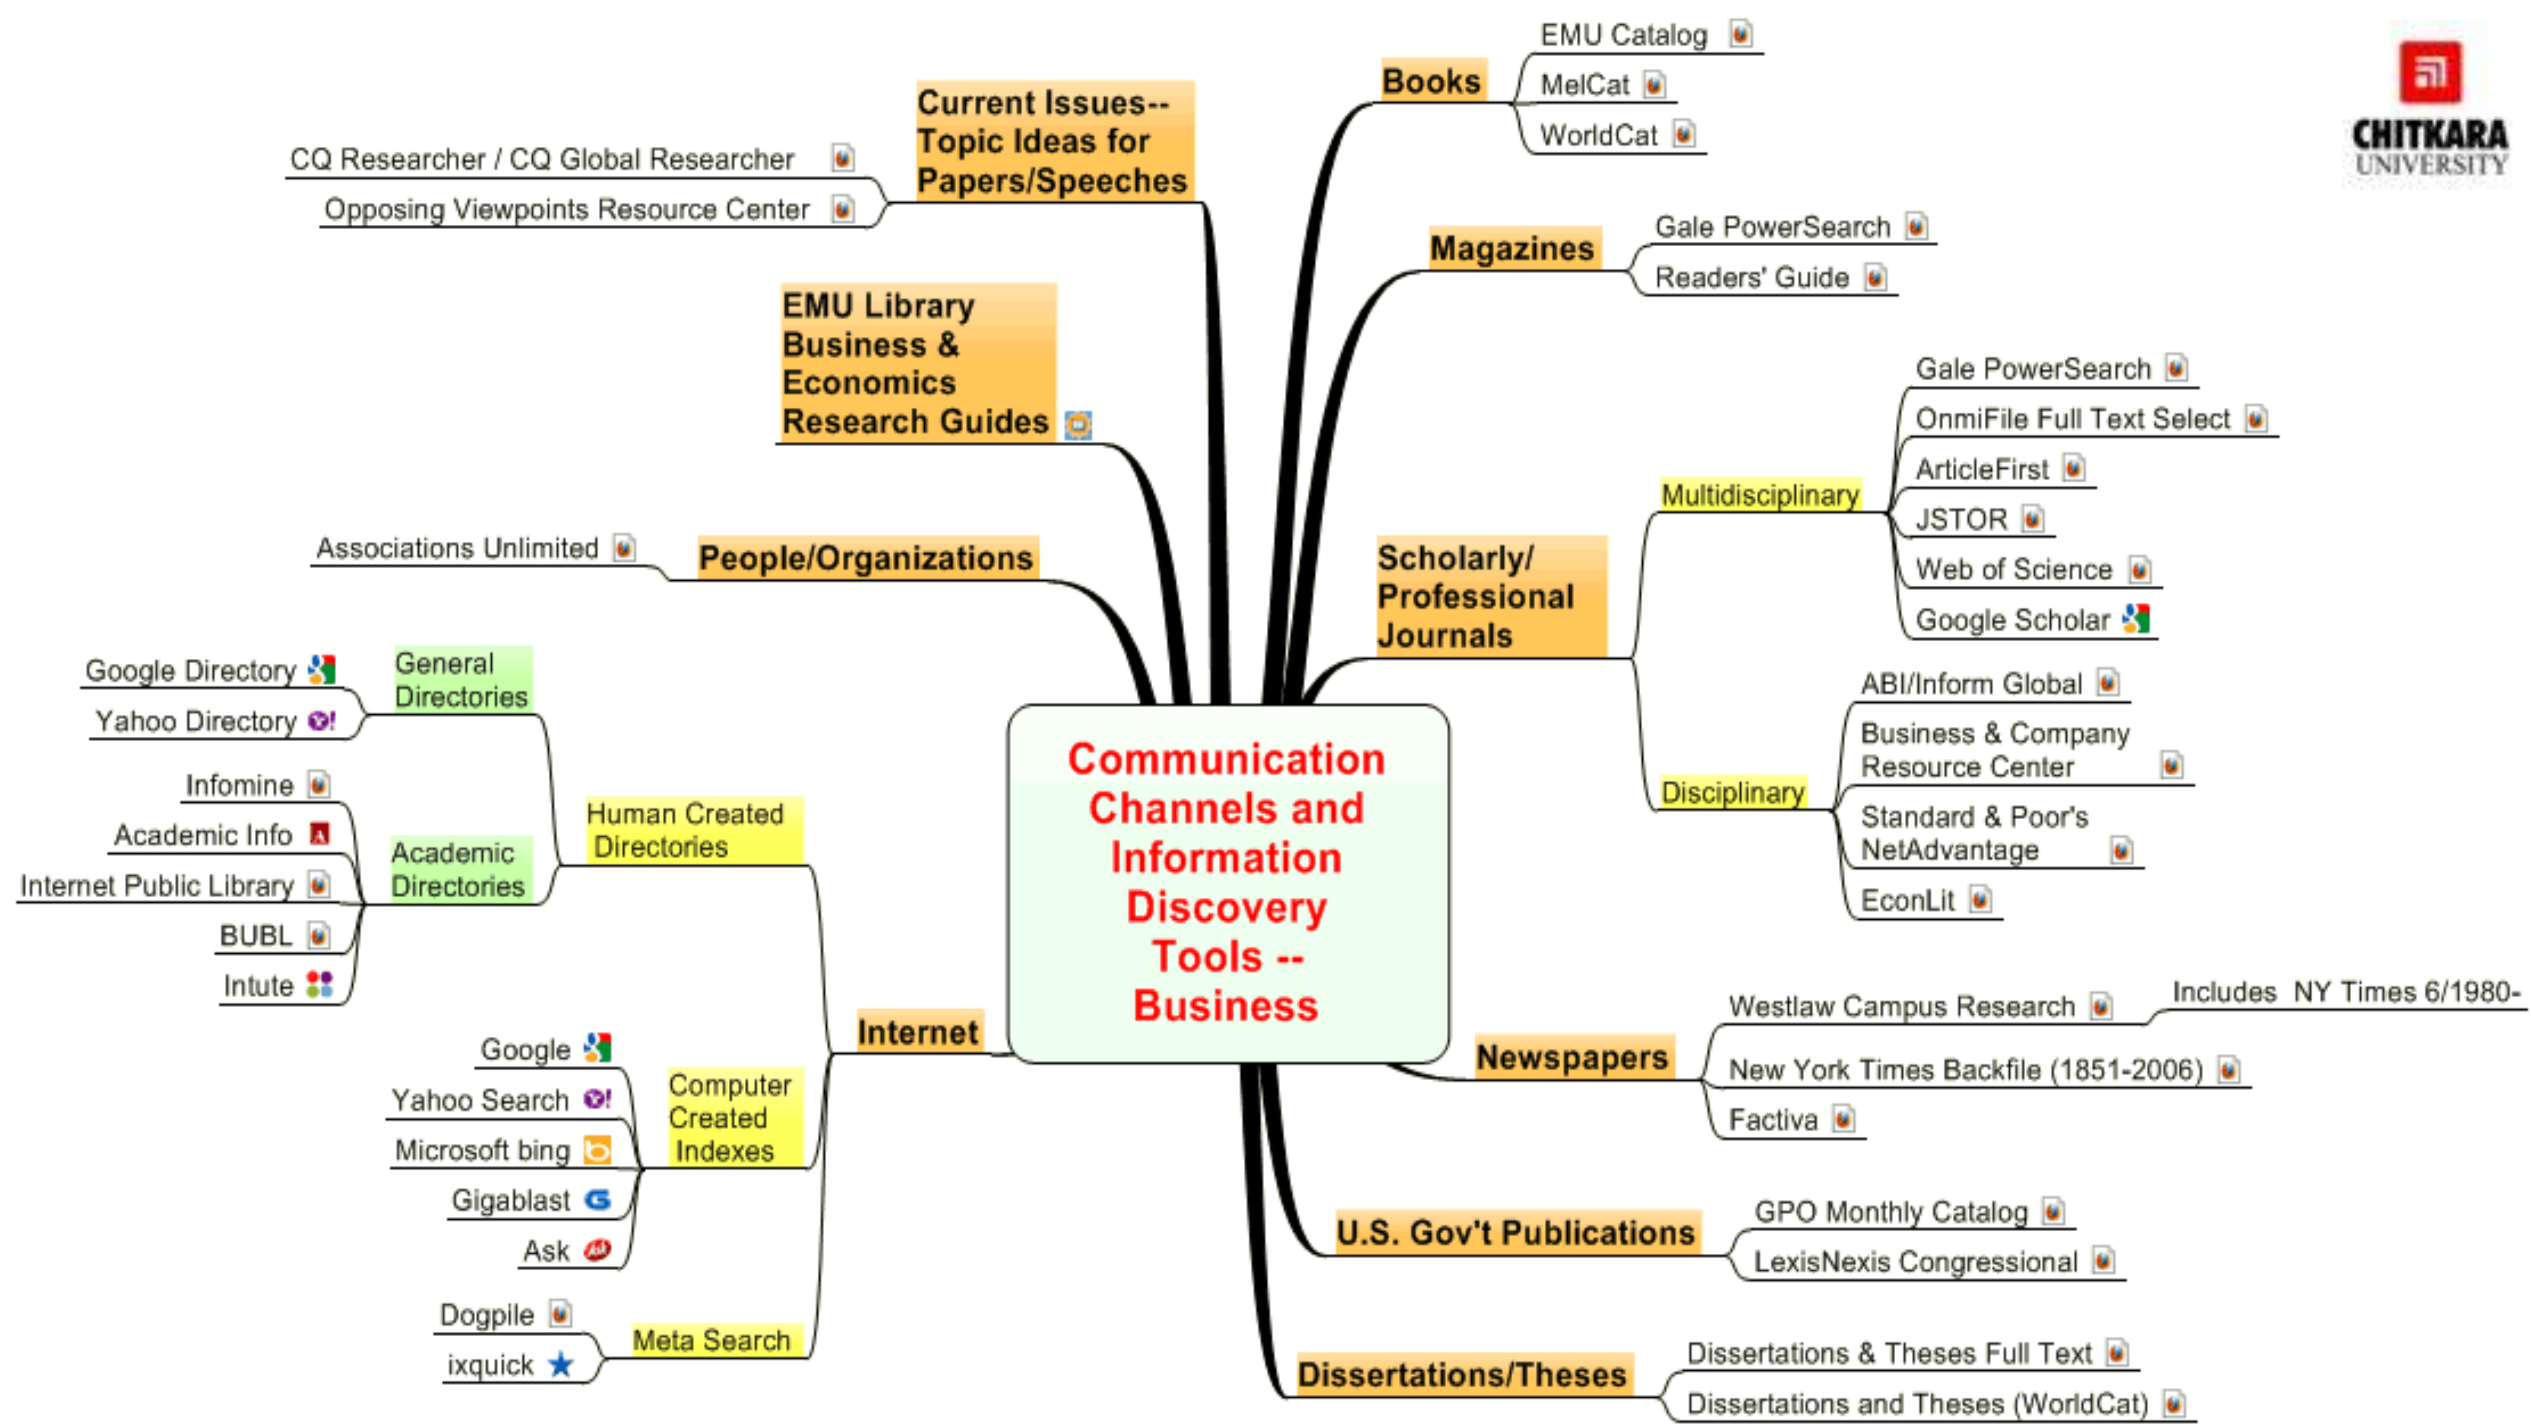 EMU Catalog
Books
MelCat
WorldCat
CHITKARA
UNIVERSITY
Current Issues--
Topic Ideas for
Papers/Speeches
CQ Researcher / CQ Global Researcher
Opposing Viewpoints Resource Center
Magazines
Gale PowerSearch
Readers' Guide
EMU Library
Business &
Economics
Research Guides
Scholarly/
Professional
Journals
Multidisciplinary
Gale PowerSearch
OnmiFile Full Text Select
ArticleFirst
JSTOR
Web of Science
Google Scholar
Disciplinary
ABI/Inform Global
Business & Company
Resource Center
Standard & Poor's
NetAdvantage
EconLit
People/Organizations
Associations Unlimited
Communication
Channels and
Information
Discovery
Tools --
Business
Internet
Human Created
Directories
General
Directories
Google Directory
Yahoo Directory
Academic
Directories
Infomine
Academic Info
Internet Public Library
BUBL
Intute
Computer
Created
Indexes
Google
Yahoo Search
Microsoft bing
Gigablast
Ask
Meta Search
Dogpile
ixquick
Newspapers
Westlaw Campus Research
Includes  NY Times 6/1980-
New York Times Backfile (1851-2006)
Factiva
U.S. Gov't Publications
GPO Monthly Catalog
LexisNexis Congressional
Dissertations/Theses
Dissertations & Theses Full Text
Dissertations and Theses (WorldCat)